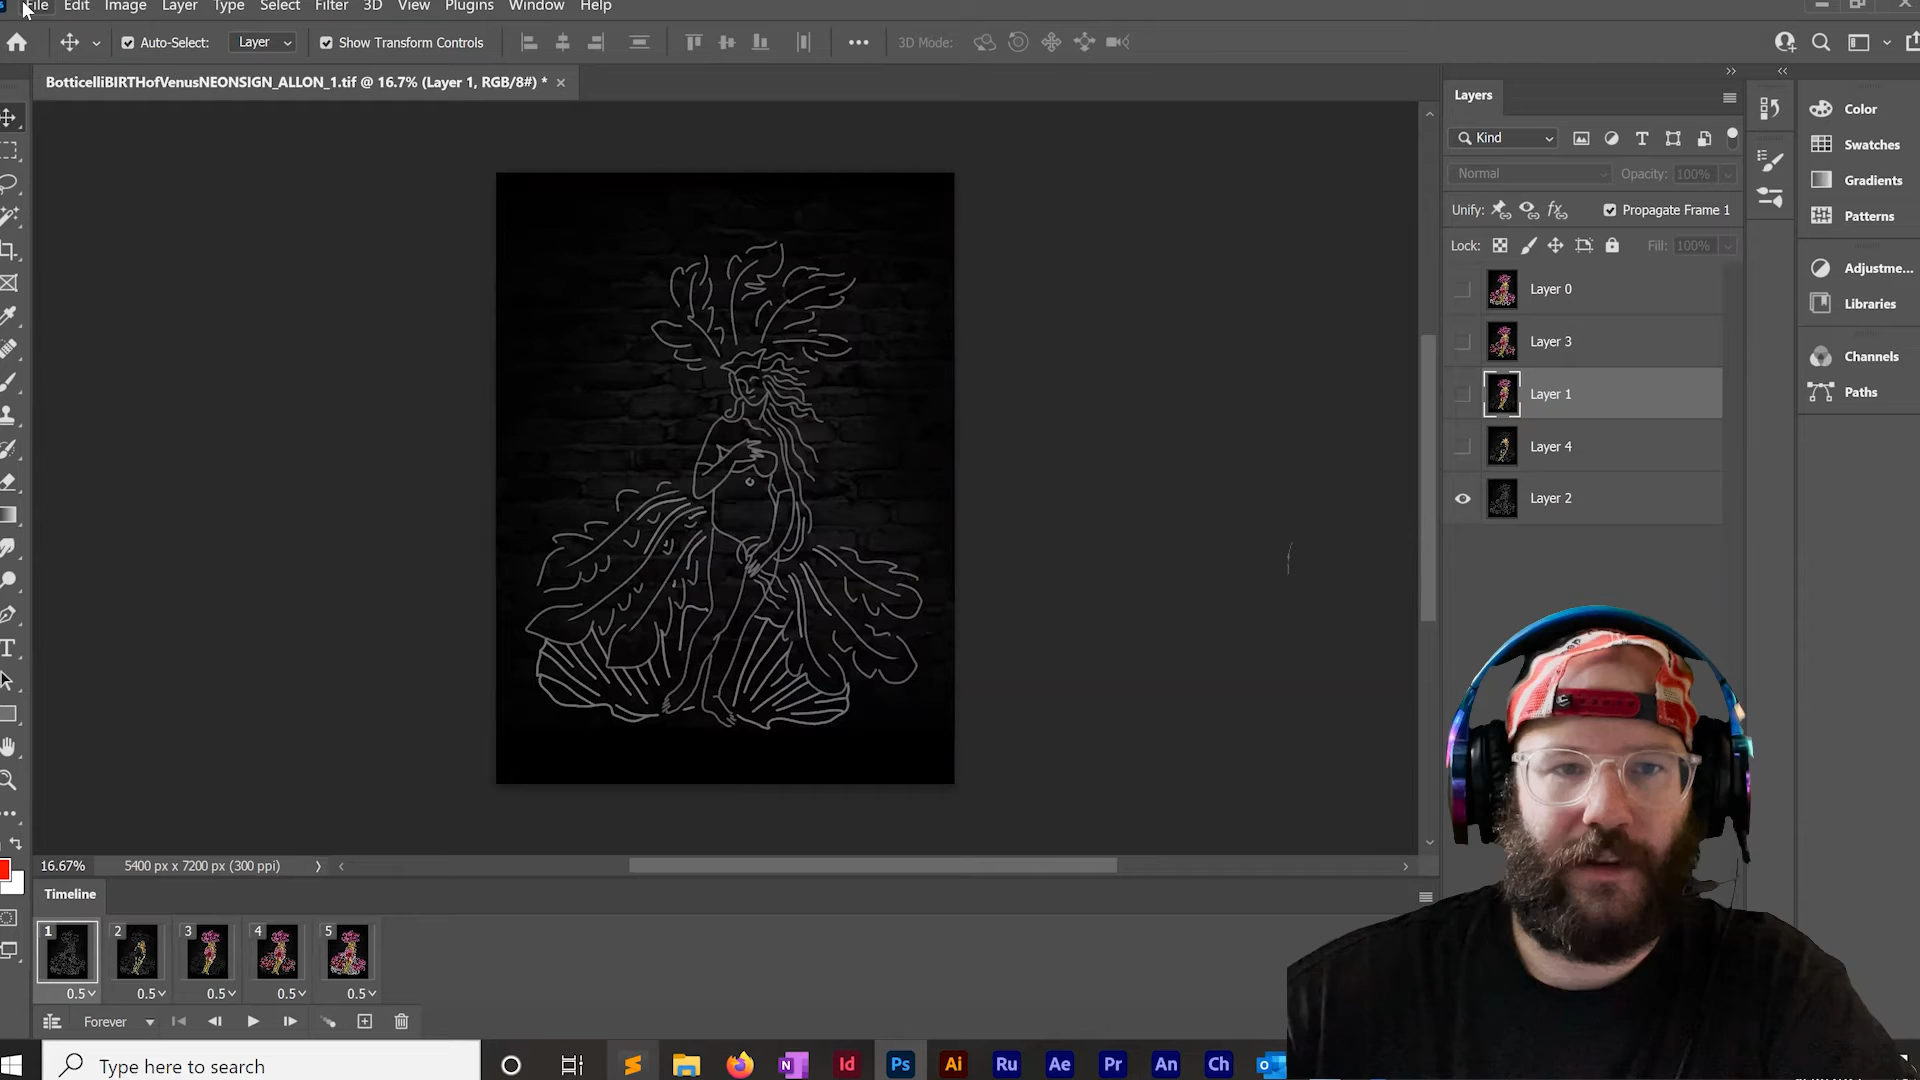 File Edit Image Layer Type Select Filter 3D View Plugins Window Help
Auto-Select: Layer Show Transform Controls 3D Mode:
BotticelliBIRTHofVenusNEONSIGN_ALLON_1.tif @ 16.7% (Layer 1, RGB/8#) *
Layers
Kind
Normal Opacity: 100%
Unify: Propagate Frame 1
Lock: Fill: 100%
Layer 0
Layer 3
Layer 1
Layer 4
Layer 2
Color
Swatches
Gradients
Patterns
Adjustme...
Libraries
Channels
Paths
16.67% 5400 px x 7200 px (300 ppi)
Timeline
1 2 3 4 5
0.5 0.5 0.5 0.5 0.5
Forever
Type here to search
N Id Ps Ai Ru Ae Pr An Ch